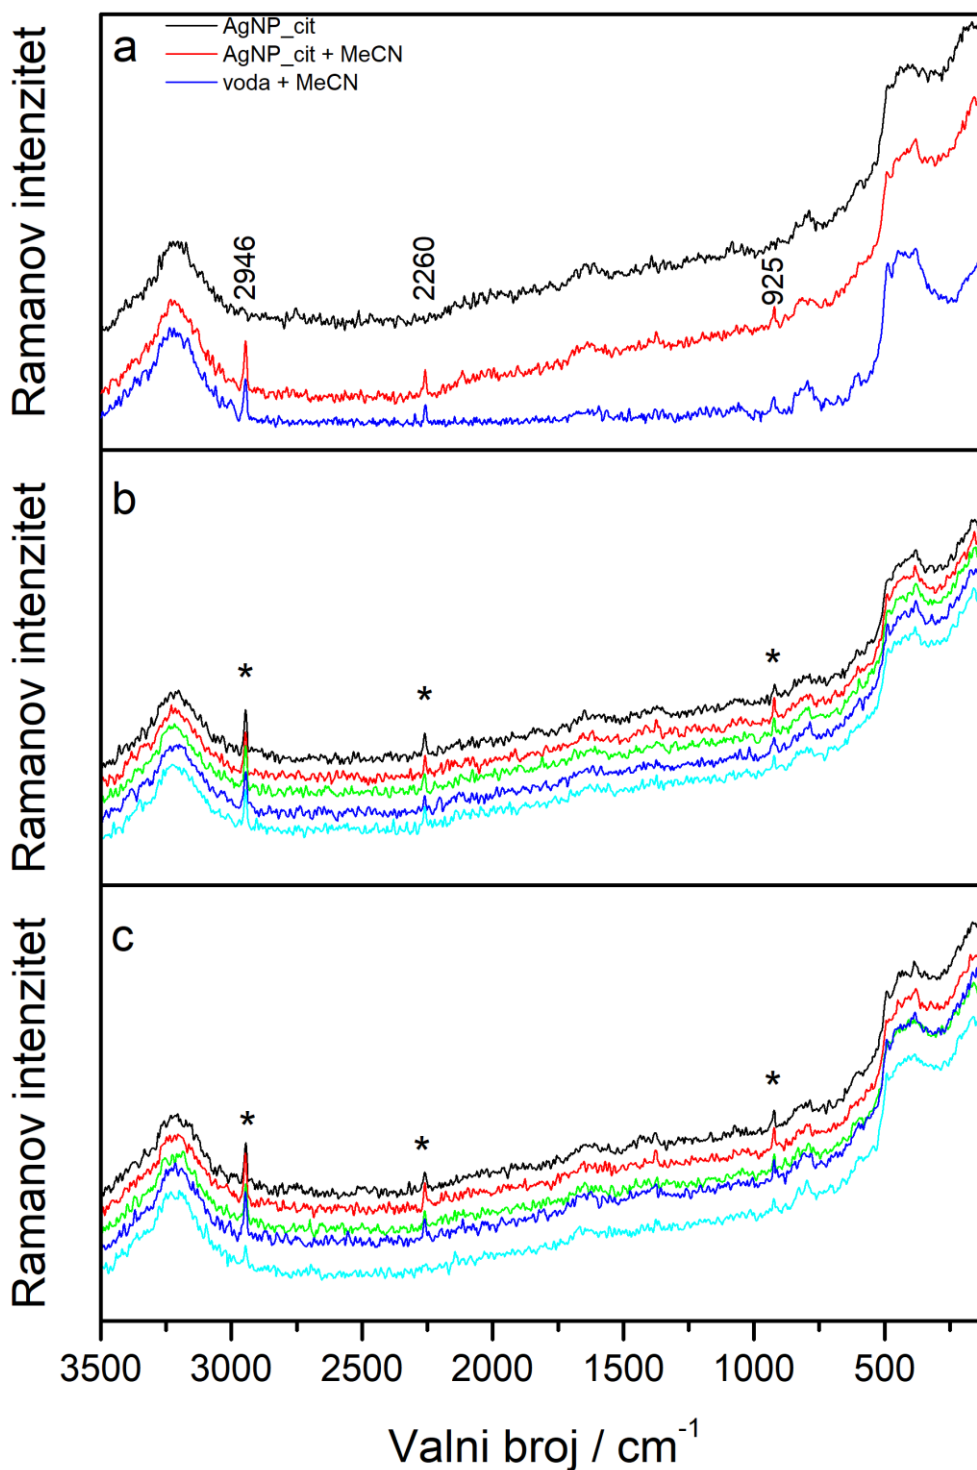 a
AgNP_cit
AgNP_cit + MeCN
voda + MeCN
2946
2260
925
Ramanov intenzitet
b
*
*
*
Ramanov intenzitet
c
*
*
*
Ramanov intenzitet
3500 3000 2500 2000 1500 1000 500
Valni broj / cm⁻¹